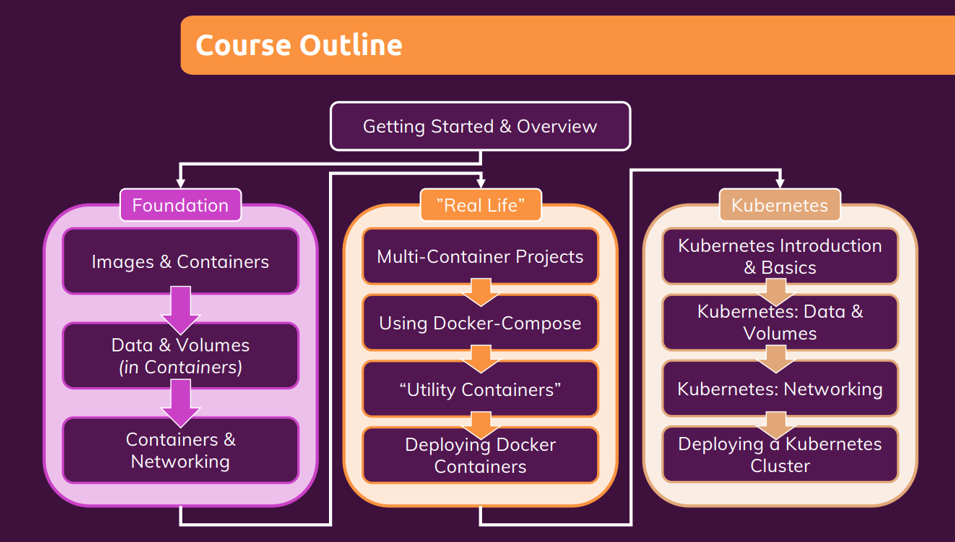 Course Outline
Getting Started & Overview
Foundation
Images & Containers
Data & Volumes
(in Containers)
Containers &
Networking
”Real Life”
Multi-Container Projects
Using Docker-Compose
“Utility Containers”
Deploying Docker
Containers
Kubernetes
Kubernetes Introduction
& Basics
Kubernetes: Data &
Volumes
Kubernetes: Networking
Deploying a Kubernetes
Cluster